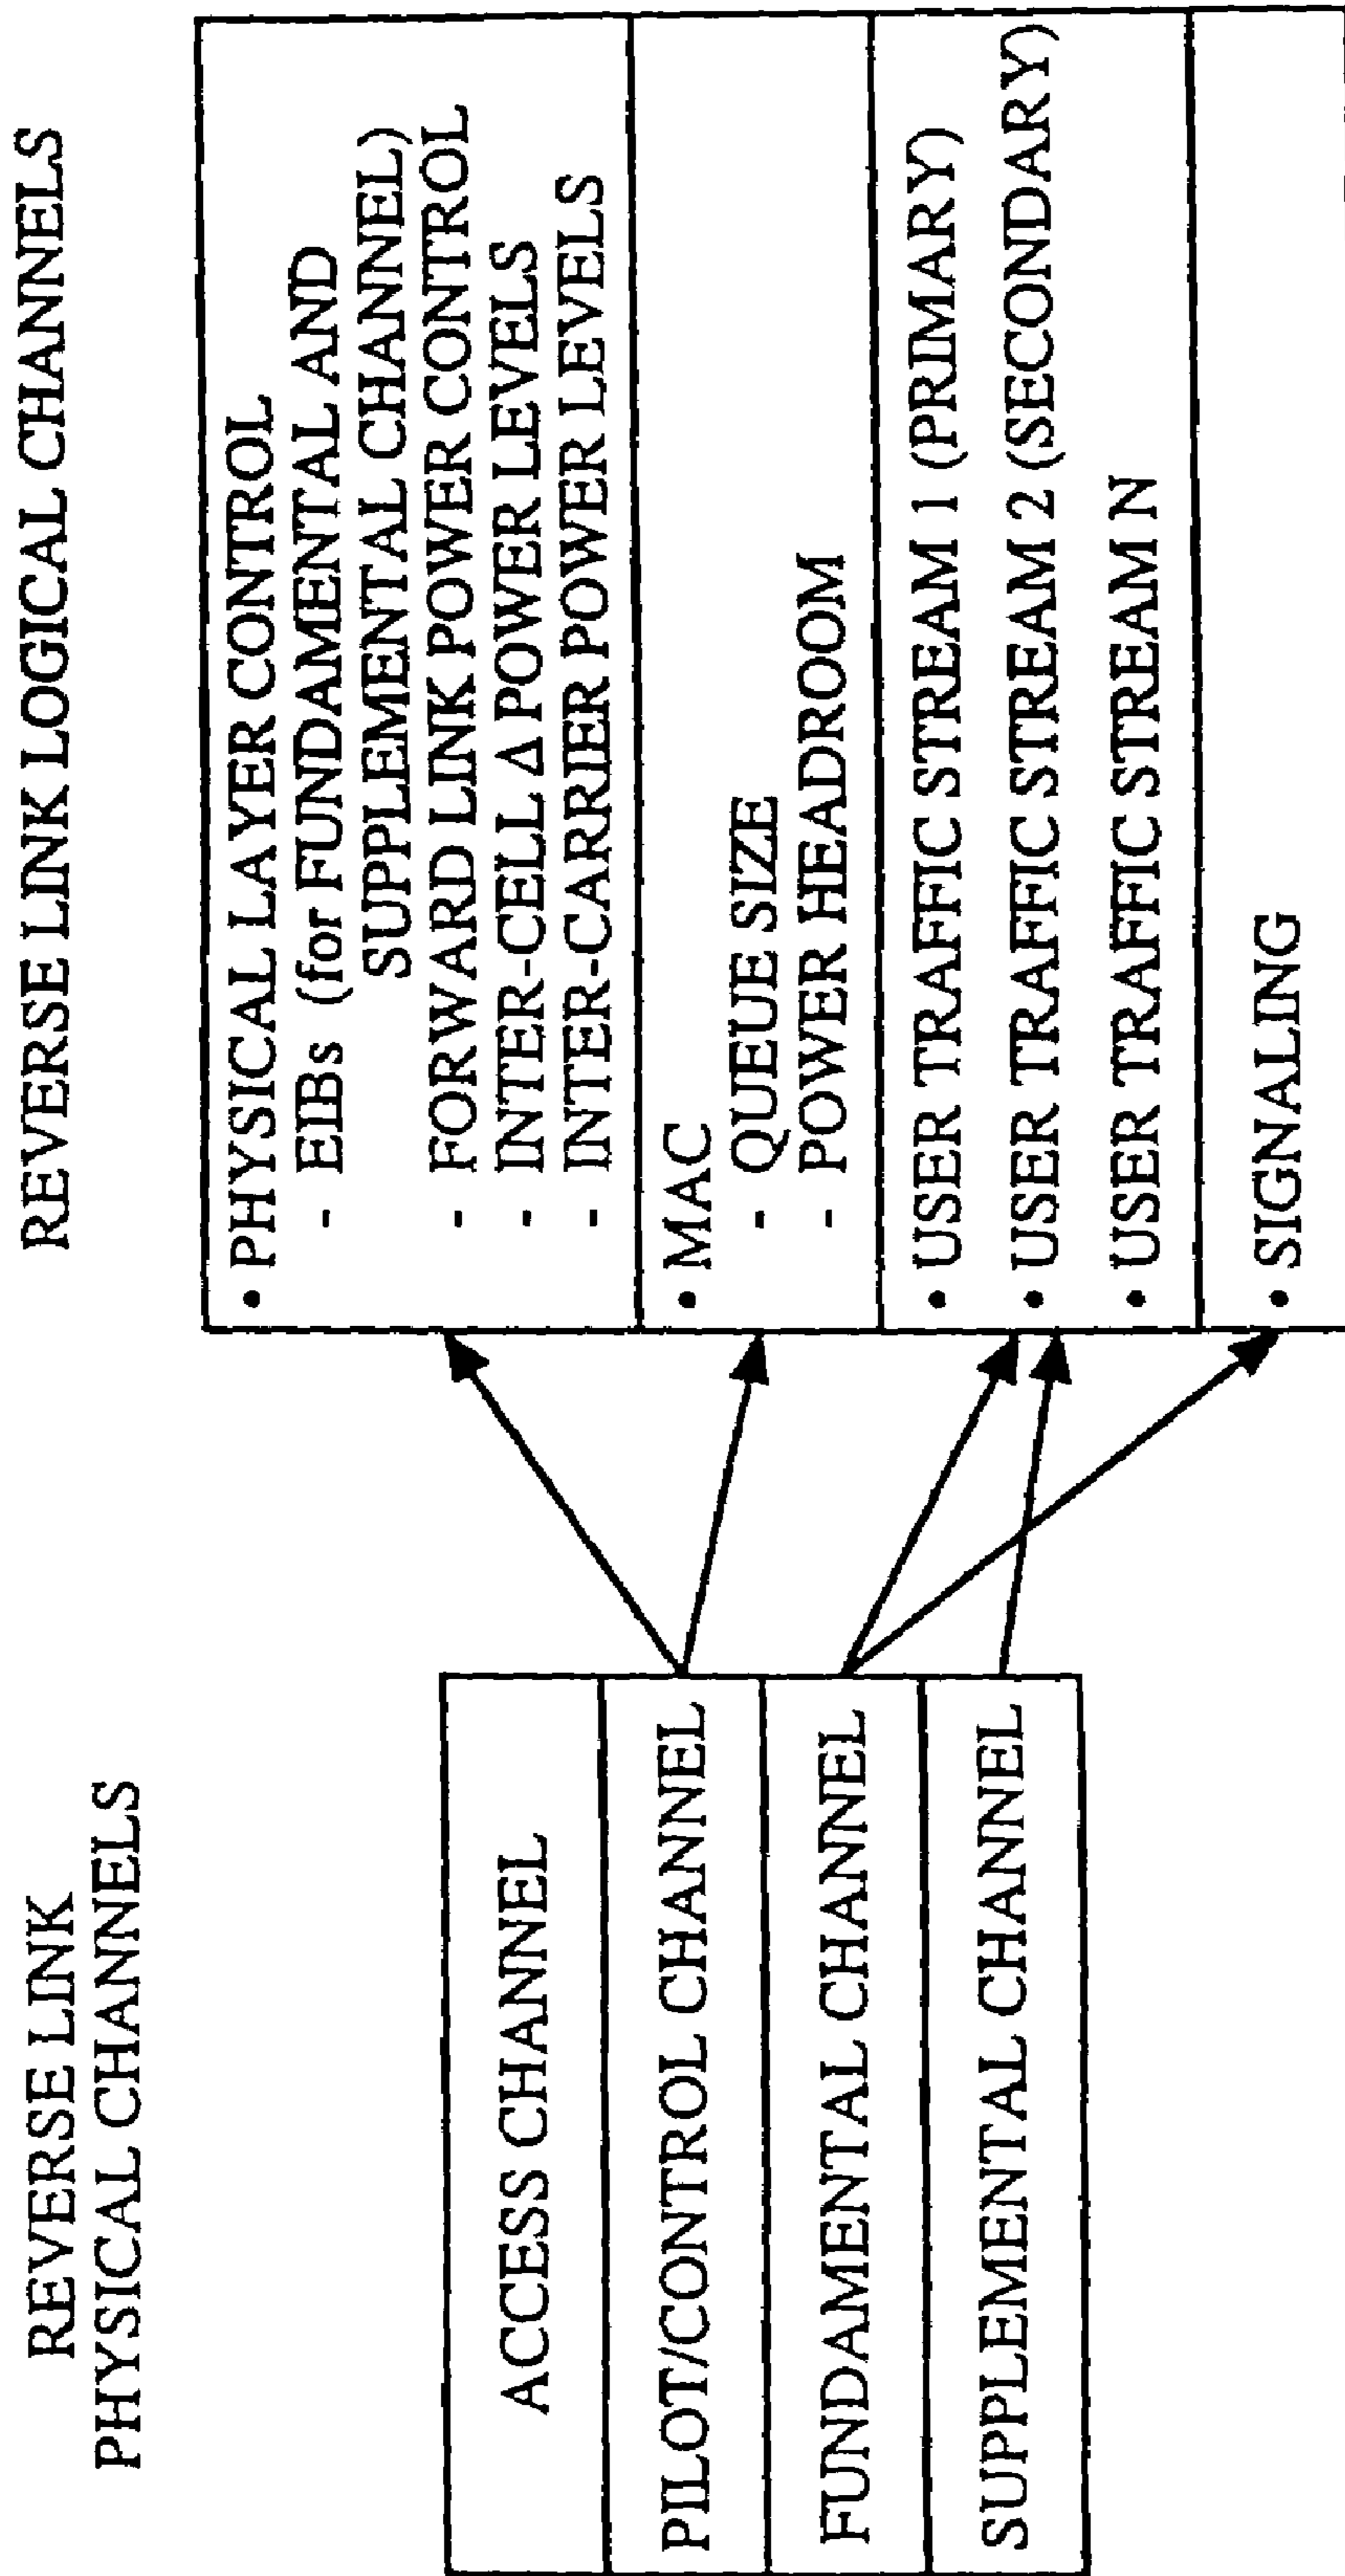 REVERSE LINK
PHYSICAL CHANNELS
ACCESS CHANNEL
PILOT/CONTROL CHANNEL
FUNDAMENTAL CHANNEL
SUPPLEMENTAL CHANNEL
REVERSE LINK LOGICAL CHANNELS
• PHYSICAL LAYER CONTROL
- EIBs (for FUNDAMENTAL AND
SUPPLEMENTAL CHANNEL)
- FORWARD LINK POWER CONTROL
- INTER-CELL Δ POWER LEVELS
- INTER-CARRIER POWER LEVELS
• MAC
- QUEUE SIZE
- POWER HEADROOM
• USER TRAFFIC STREAM 1 (PRIMARY)
• USER TRAFFIC STREAM 2 (SECONDARY)
• USER TRAFFIC STREAM N
• SIGNALING